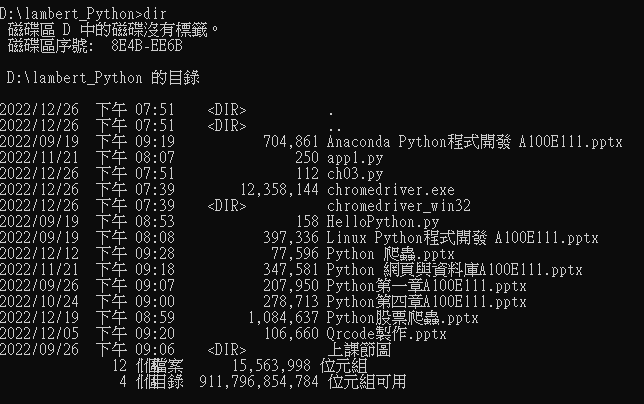 D:\lambert_Python>dir
磁碟區 D 中的磁碟沒有標籤。
磁碟區序號:  8E4B-EE6B
D:\lambert_Python 的目錄
2022/12/26  下午 07:51    <DIR>          .
2022/12/26  下午 07:51    <DIR>          ..
2022/09/19  下午 09:19           704,861 Anaconda Python程式開發 A100E111.pptx
2022/11/21  下午 08:07               250 app1.py
2022/12/26  下午 07:51               112 ch03.py
2022/12/26  下午 07:39        12,358,144 chromedriver.exe
2022/12/26  下午 07:39    <DIR>          chromedriver_win32
2022/09/19  下午 08:53               158 HelloPython.py
2022/09/19  下午 08:08           397,336 Linux Python程式開發 A100E111.pptx
2022/12/12  下午 09:28            77,596 Python 爬蟲.pptx
2022/11/21  下午 09:18           347,581 Python 網頁與資料庫A100E111.pptx
2022/09/26  下午 09:07           207,950 Python第一章A100E111.pptx
2022/10/24  下午 09:00           278,713 Python第四章A100E111.pptx
2022/12/19  下午 08:59         1,084,637 Python股票爬蟲.pptx
2022/12/05  下午 09:20           106,660 Qrcode製作.pptx
2022/09/26  下午 09:06    <DIR>          上課節圖
12 個檔案      15,563,998 位元組
4 個目錄  911,796,854,784 位元組可用